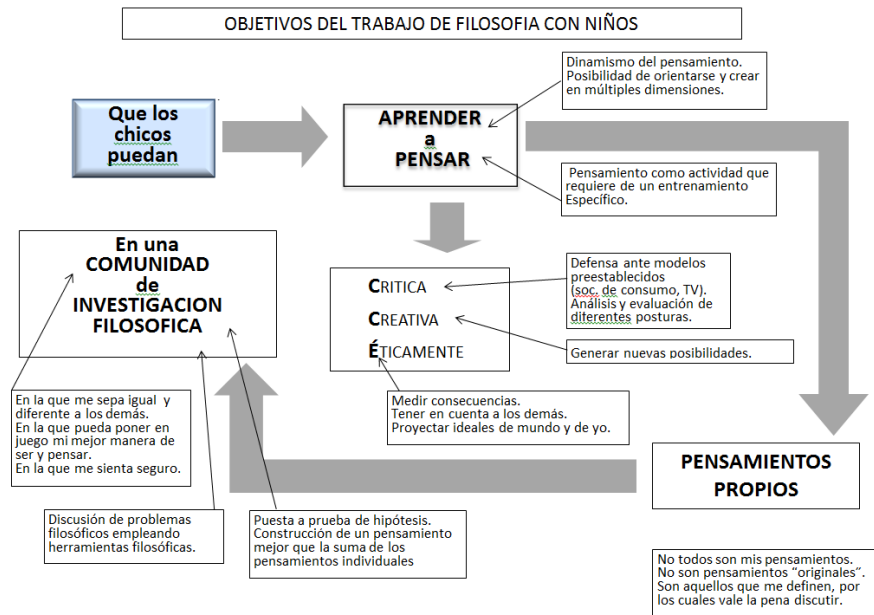 OBJETIVOS DEL TRABAJO DE FILOSOFIA CON NIÑOS
Dinamismo del pensamiento.
Posibilidad de orientarse y crear
en múltiples dimensiones.
Que los
chicos
puedan
APRENDER
a
PENSAR
Pensamiento como actividad que
requiere de un entrenamiento
Específico.
En una
COMUNIDAD
de
INVESTIGACION
FILOSOFICA
CRITICA
CREATIVA
ÉTICAMENTE
Defensa ante modelos
preestablecidos
(soc. de consumo, TV).
Análisis y evaluación de
diferentes posturas.
Generar nuevas posibilidades.
Medir consecuencias.
Tener en cuenta a los demás.
Proyectar ideales de mundo y de yo.
En la que me sepa igual y
diferente a los demás.
En la que pueda poner en
juego mi mejor manera de
ser y pensar.
En la que me sienta seguro.
PENSAMIENTOS
PROPIOS
Discusión de problemas
filosóficos empleando
herramientas filosóficas.
Puesta a prueba de hipótesis.
Construcción de un pensamiento
mejor que la suma de los
pensamientos individuales
No todos son mis pensamientos.
No son pensamientos “originales”.
Son aquellos que me definen, por
los cuales vale la pena discutir.